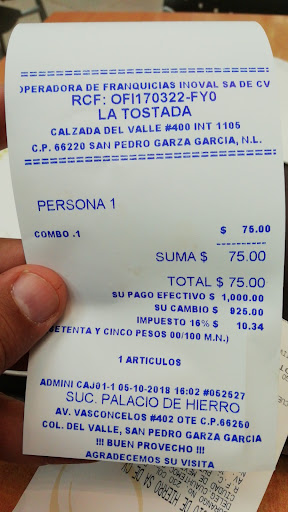 OPERADORA DE FRANQUICIAS INOVAL SA DE CV
RCF: OFI170322-FY0
LA TOSTADA
CALZADA DEL VALLE #400 INT 1105
C.P. 66220 SAN PEDRO GARZA GARCIA, N.L.
PERSONA 1
COMBO .1 $ 75.00
SUMA $ 75.00
TOTAL $ 75.00
SU PAGO EFECTIVO $ 1,000.00
SU CAMBIO $ 925.00
IMPUESTO 16% $ 10.34
SETENTA Y CINCO PESOS 00/100 M.N.)
1 ARTICULOS
ADMINI CAJ01-1 05-10-2018 16:02 #052527
SUC. PALACIO DE HIERRO
AV. VASCONCELOS #402 OTE C.P.66250
COL. DEL VALLE, SAN PEDRO GARZA GARCIA
!!! BUEN PROVECHO !!!
AGRADECEMOS SU VISITA